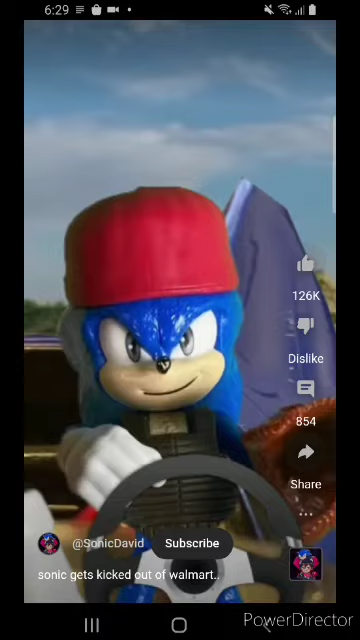 6:29
126K
Dislike
854
Share
@SonicDavid
Subscribe
sonic gets kicked out of walmart..
PowerDirector